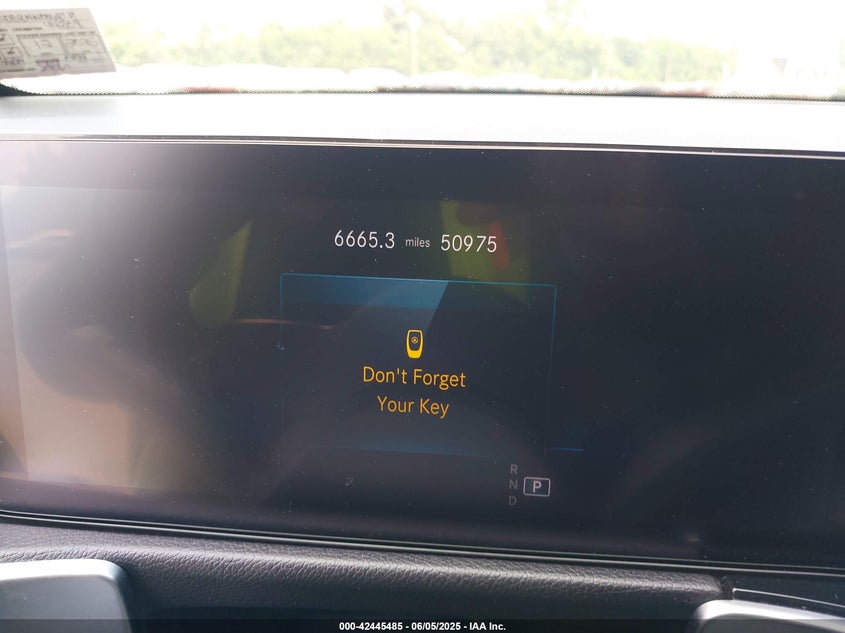 6665.3 miles 50975
Don't Forget
Your Key
R
N P
D
000-42445485 - 06/05/2025 - IAA Inc.